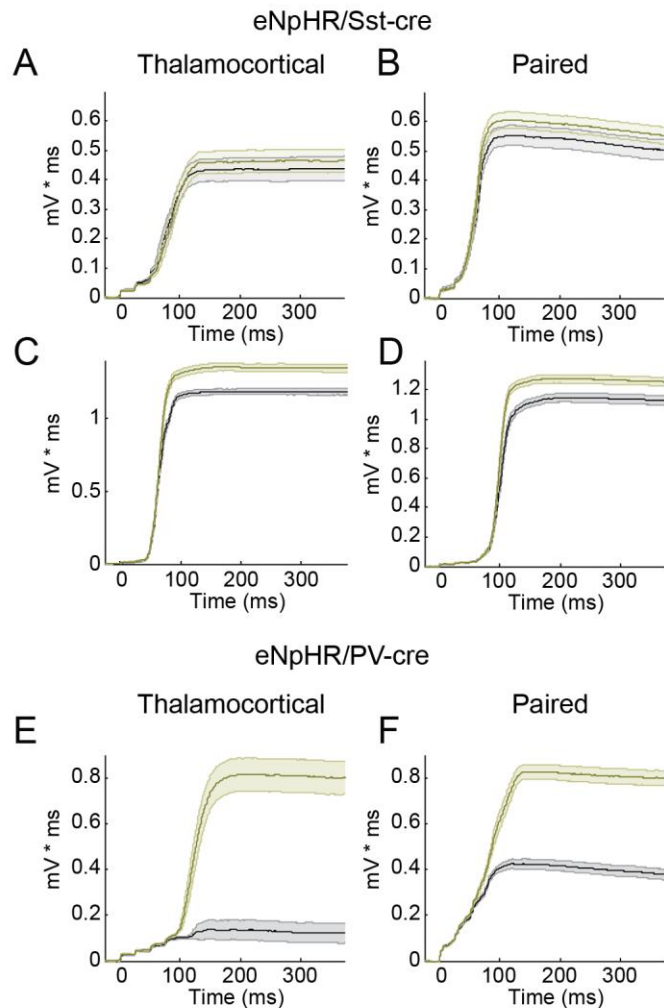 eNpHR/Sst-cre
A Thalamocortical B Paired
mV * ms
0.6
0.5
0.4
0.3
0.2
0.1
0
0 100 200 300
Time (ms)
mV * ms
0.6
0.5
0.4
0.3
0.2
0.1
0
0 100 200 300
Time (ms)
C
mV * ms
1
0.5
0
0 100 200 300
Time (ms)
D
mV * ms
1.2
1
0.8
0.6
0.4
0.2
0
0 100 200 300
Time (ms)
eNpHR/PV-cre
Thalamocortical Paired
E
mV * ms
0.8
0.6
0.4
0.2
0
0 100 200 300
Time (ms)
F
mV * ms
0.8
0.6
0.4
0.2
0
0 100 200 300
Time (ms)